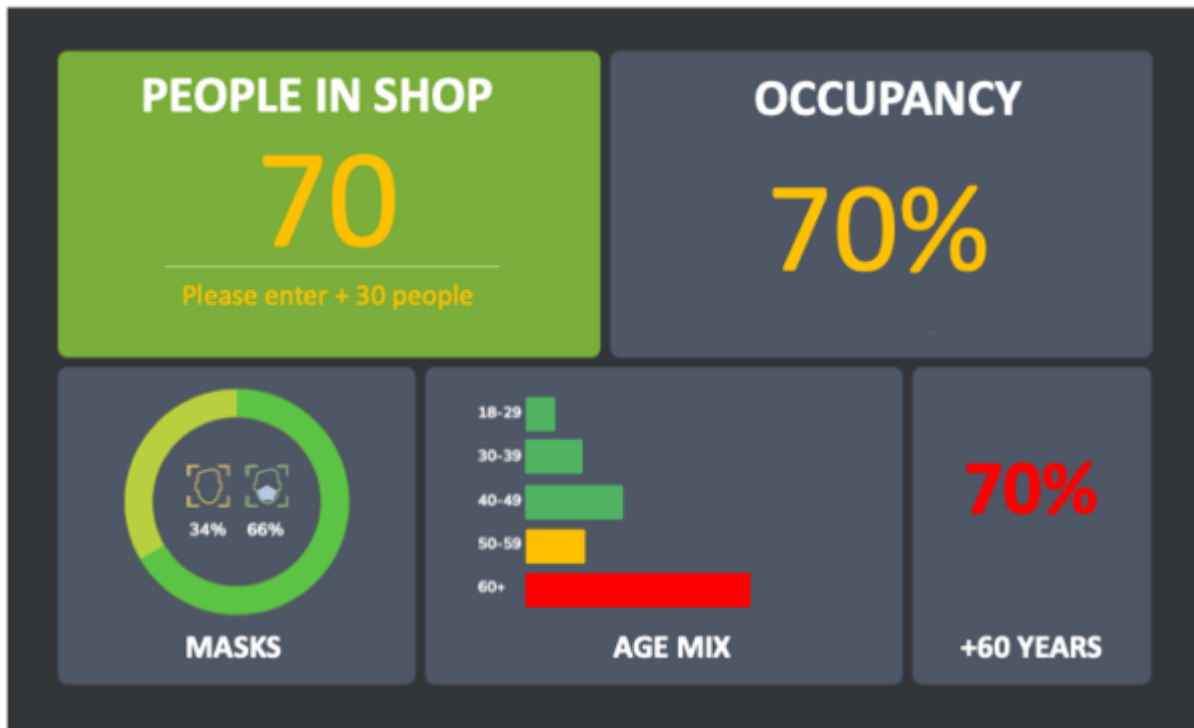 PEOPLE IN SHOP
70
Please enter + 30 people
OCCUPANCY
70%
34% 66%
MASKS
18-29
30-39
40-49
50-59
60+
AGE MIX
70%
+60 YEARS